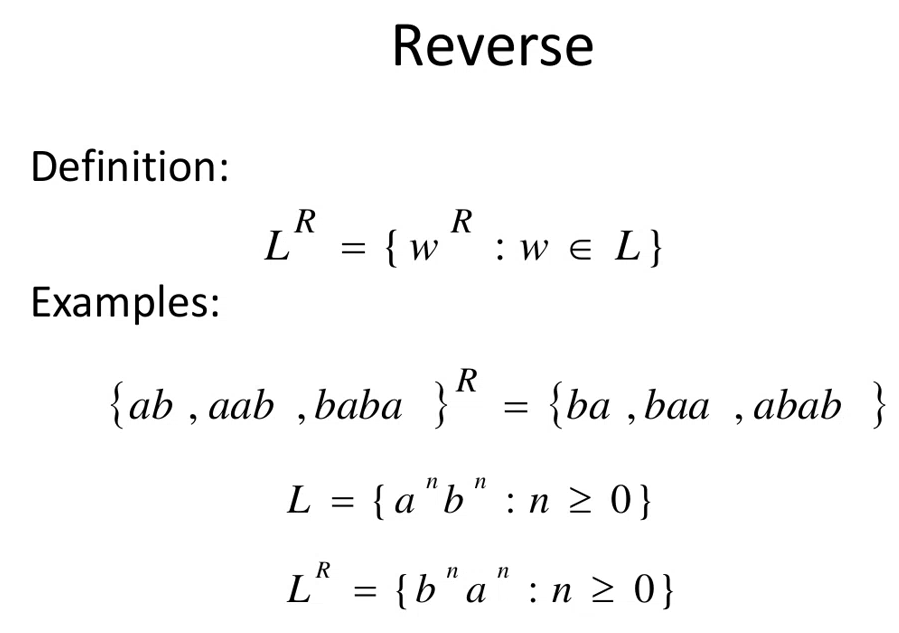 Reverse
Definition:
L^R = { w^R : w ∈ L }
Examples:
{ab , aab , baba }^R = {ba , baa , abab }
L = { a^n b^n : n ≥ 0 }
L^R = { b^n a^n : n ≥ 0 }